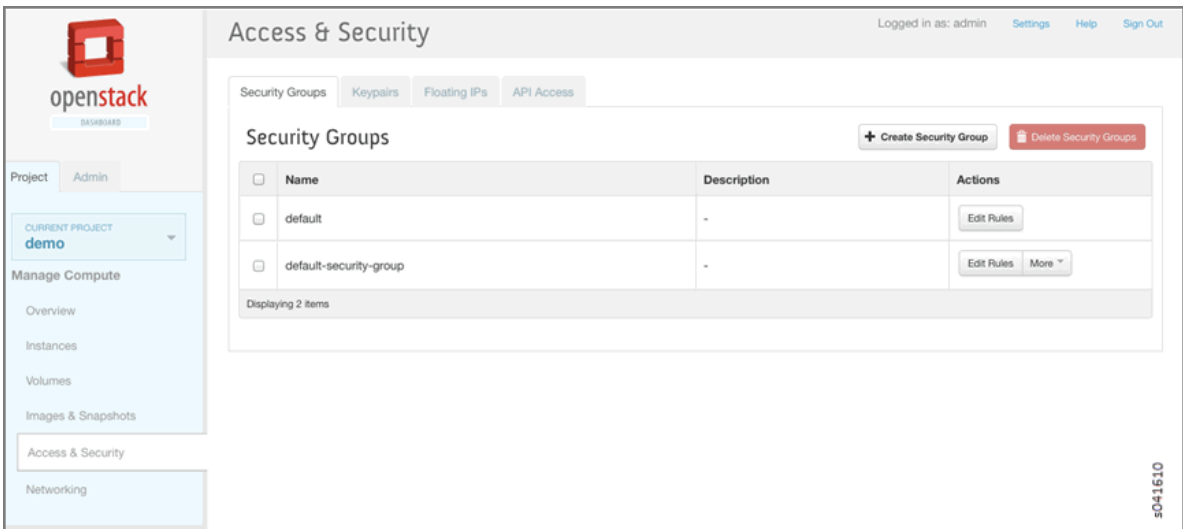 Access & Security
Logged in as: admin Settings Help Sign Out
openstack
DASHBOARD
Project Admin
CURRENT PROJECT
demo
Manage Compute
Overview
Instances
Volumes
Images & Snapshots
Access & Security
Networking
Security Groups Keypairs Floating IPs API Access
Security Groups
+ Create Security Group Delete Security Groups
Name Description Actions
default - Edit Rules
default-security-group - Edit Rules More
Displaying 2 items
s041610